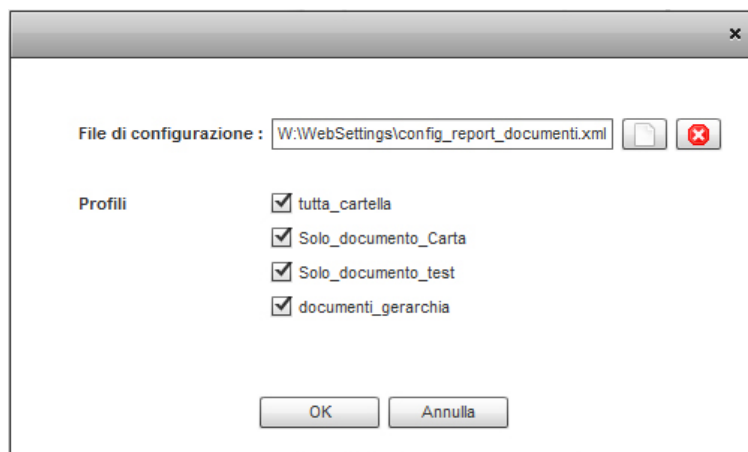 File di configurazione : W:\WebSettings\config_report_documenti.xml
Profili tutta_cartella
Solo_documento_Carta
Solo_documento_test
documenti_gerarchia
OK Annulla